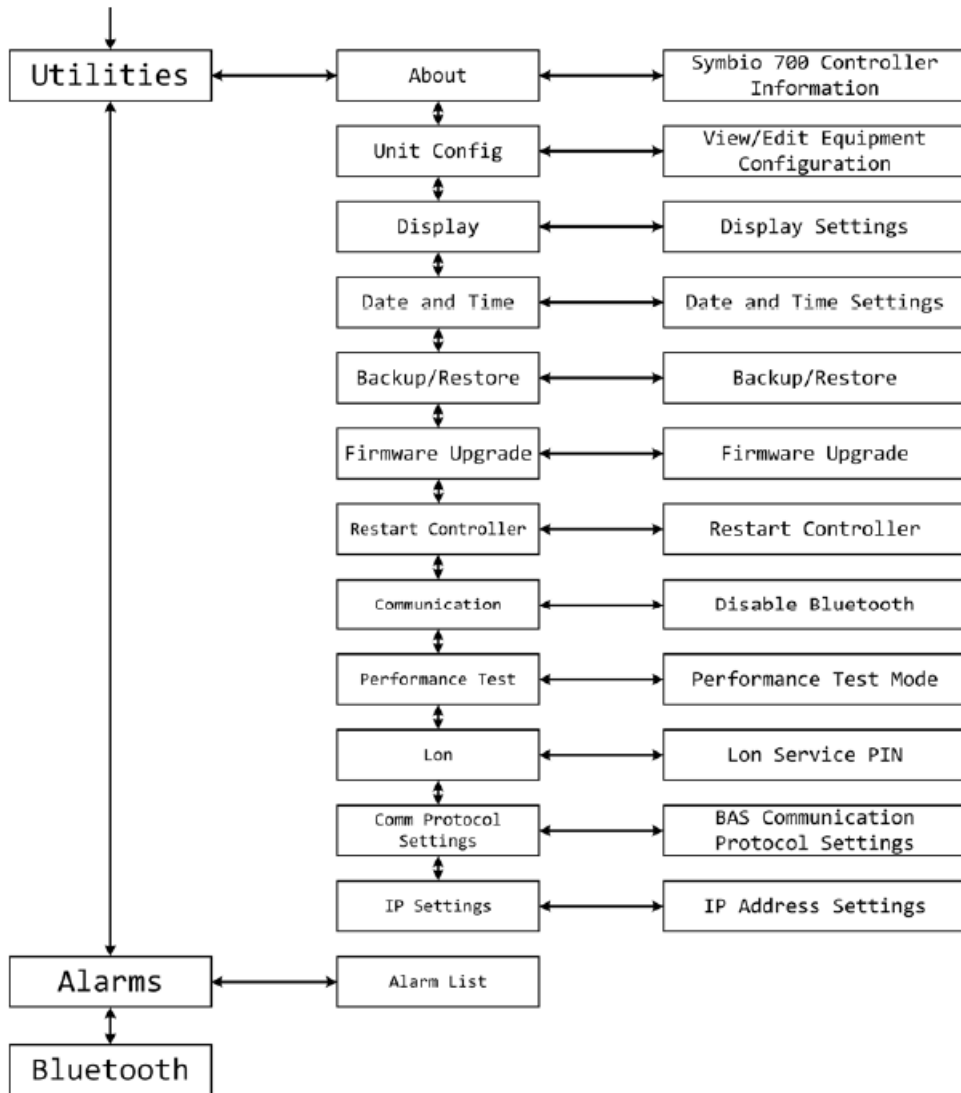 Utilities
About
Symbio 700 Controller
Information
Unit Config
View/Edit Equipment
Configuration
Display
Display Settings
Date and Time
Date and Time Settings
Backup/Restore
Backup/Restore
Firmware Upgrade
Firmware Upgrade
Restart Controller
Restart Controller
Communication
Disable Bluetooth
Performance Test
Performance Test Mode
Lon
Lon Service PIN
Comm Protocol
Settings
BAS Communication
Protocol Settings
IP Settings
IP Address Settings
Alarms
Alarm List
Bluetooth